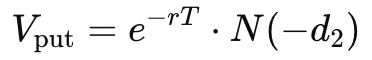 V_put = e^{-rT} · N(-d_2)